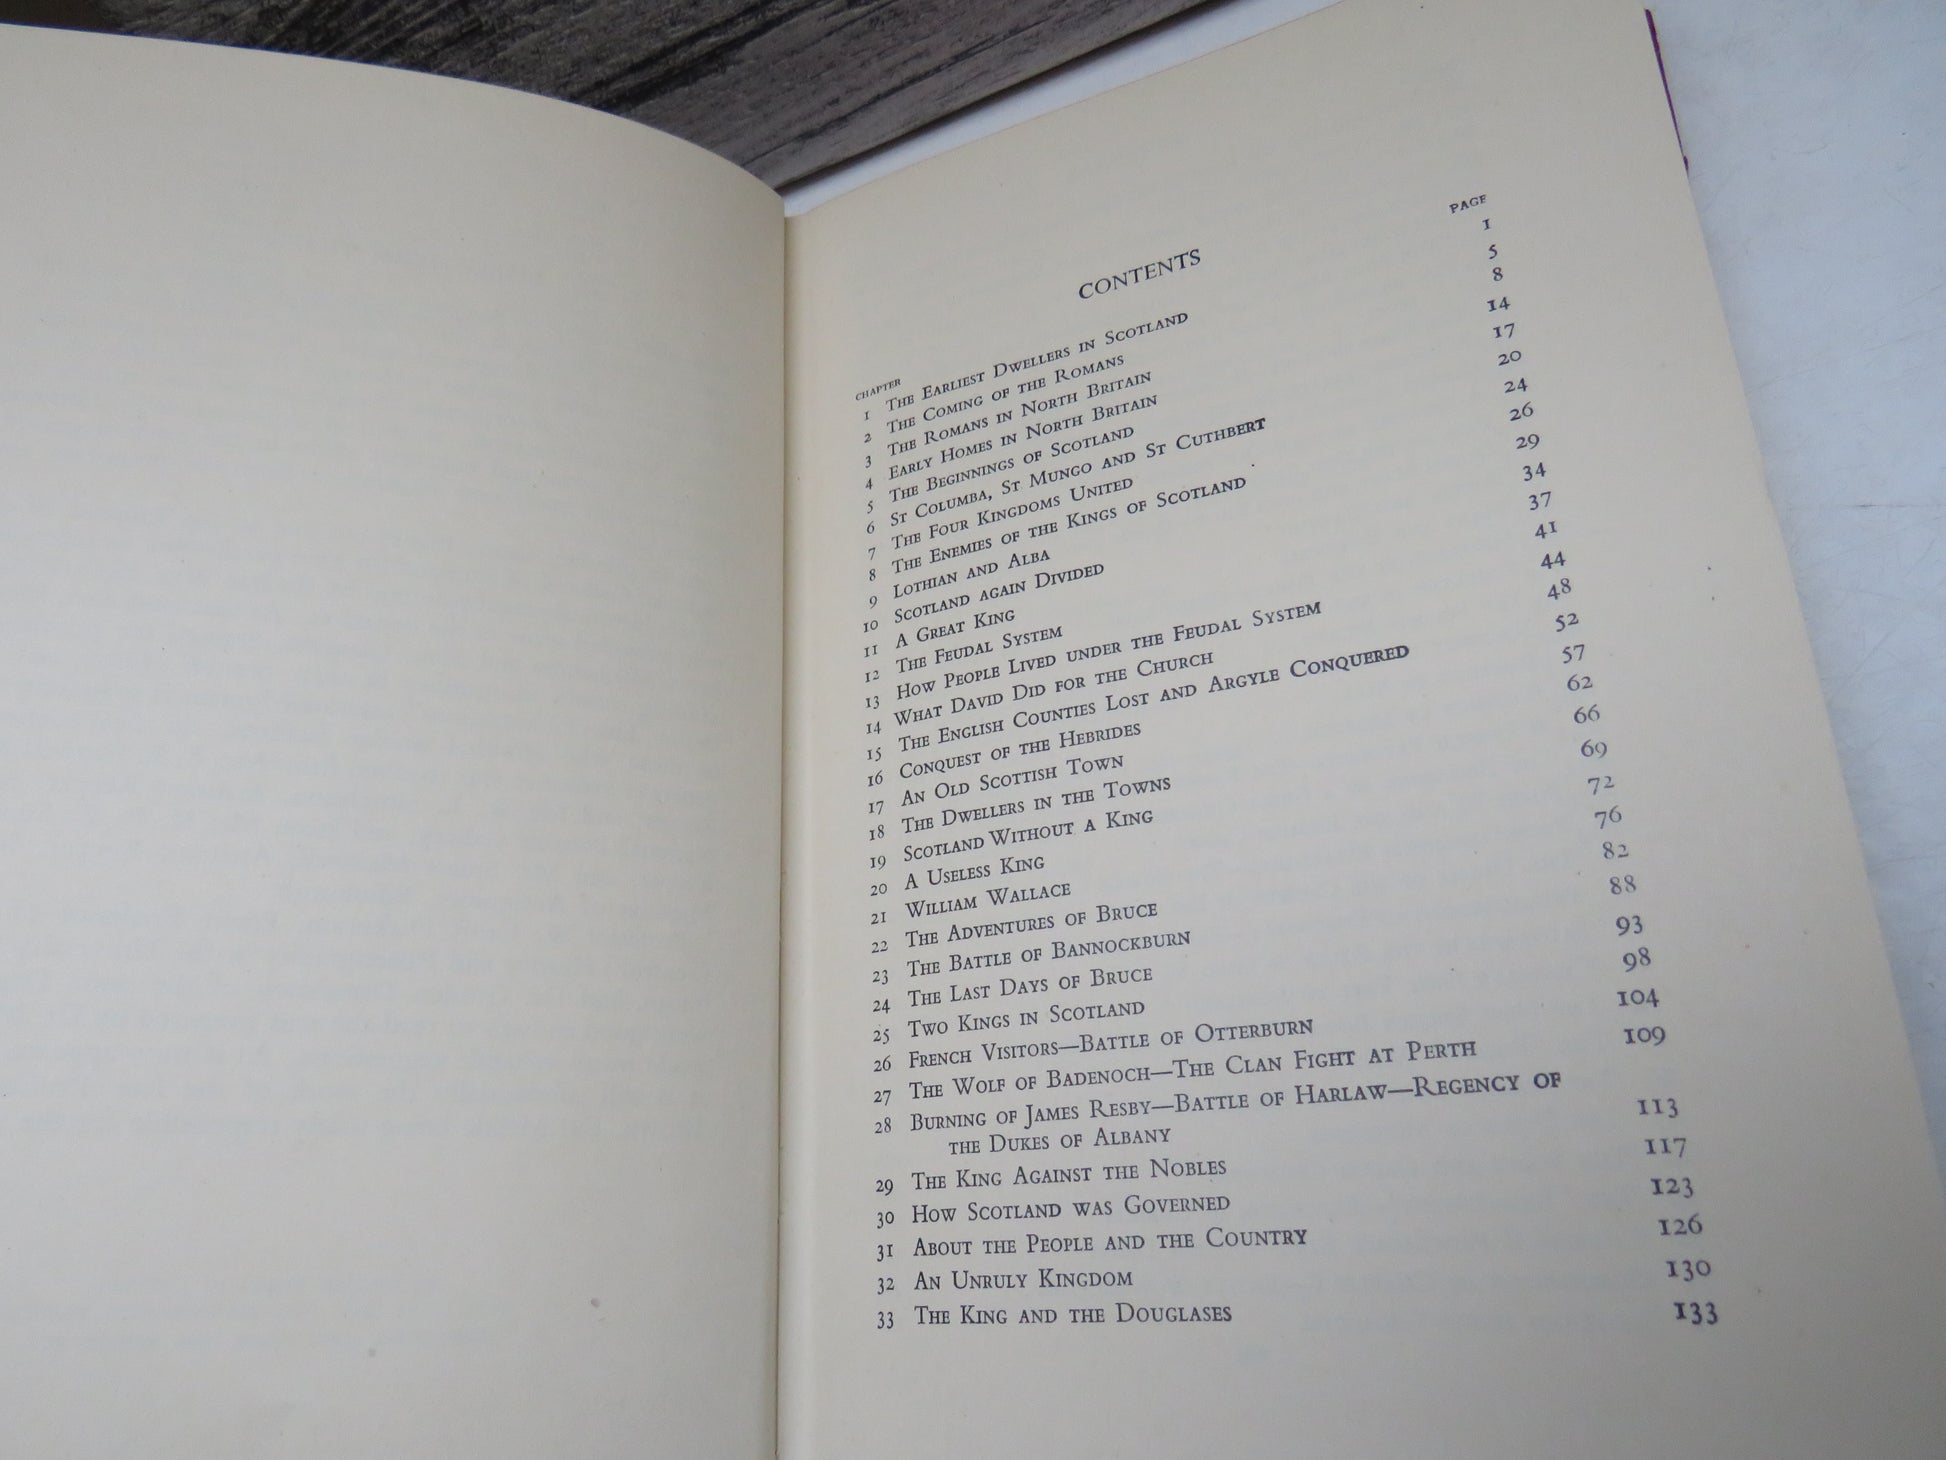 CONTENTS
CHAPTER PAGE
1 The Earliest Dwellers in Scotland 1
2 The Coming of the Romans 5
3 The Romans in North Britain 8
4 Early Homes in North Britain 14
5 The Beginnings of Scotland 17
6 St Columba, St Mungo and St Cuthbert 20
7 The Four Kingdoms United 24
8 The Enemies of the Kings of Scotland 26
9 Lothian and Alba 29
10 Scotland again Divided 34
11 A Great King 37
12 The Feudal System 41
13 How People Lived under the Feudal System 44
14 What David Did for the Church 48
15 The English Counties Lost and Argyle Conquered 52
16 Conquest of the Hebrides 57
17 An Old Scottish Town 62
18 The Dwellers in the Towns 66
19 Scotland Without a King 69
20 A Useless King 72
21 William Wallace 76
22 The Adventures of Bruce 82
23 The Battle of Bannockburn 88
24 The Last Days of Bruce 93
25 Two Kings in Scotland 98
26 French Visitors—Battle of Otterburn 104
27 The Wolf of Badenoch—The Clan Fight at Perth 109
28 Burning of James Resby—Battle of Harlaw—Regency of
the Dukes of Albany 113
29 The King Against the Nobles 117
30 How Scotland was Governed 123
31 About the People and the Country 126
32 An Unruly Kingdom 130
33 The King and the Douglases 133